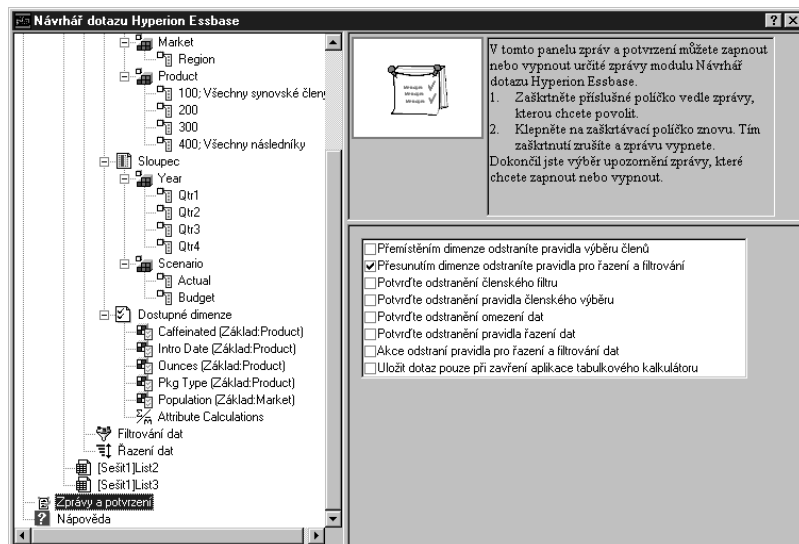 Návrhář dotazu Hyperion Essbase
Market
Region
Product
100; Všechny synovské členy
200
300
400; Všechny následníky
Sloupec
Year
Qtr1
Qtr2
Qtr3
Qtr4
Scenario
Actual
Budget
Dostupné dimenze
Caffeinated (Základ:Product)
Intro Date (Základ:Product)
Ounces (Základ:Product)
Pkg Type (Základ:Product)
Population (Základ:Market)
Attribute Calculations
Filtrování dat
Řazení dat
[Sešit1]List2
[Sešit1]List3
Zprávy a potvrzení
Nápověda
Messages
Messages
Messages
V tomto panelu zpráv a potvrzení můžete zapnout
nebo vypnout určité zprávy modulu Návrhář
dotazu Hyperion Essbase.
1. Zaškrtněte příslušné políčko vedle zprávy,
kterou chcete povolit.
2. Klepněte na zaškrtávací políčko znovu. Tím
zaškrtnutí zrušíte a zprávu vypnete.
Dokončil jste výběr upozornění zprávy, které
chcete zapnout nebo vypnout.
Přemístěním dimenze odstraníte pravidla výběru členů
Přesunutím dimenze odstraníte pravidla pro řazení a filtrování
Potvrďte odstranění členského filtru
Potvrďte odstranění pravidla členského výběru
Potvrďte odstranění omezení dat
Potvrďte odstranění pravidla řazení dat
Akce odstraní pravidla pro řazení a filtrování dat
Uložit dotaz pouze při zavření aplikace tabulkového kalkulátoru